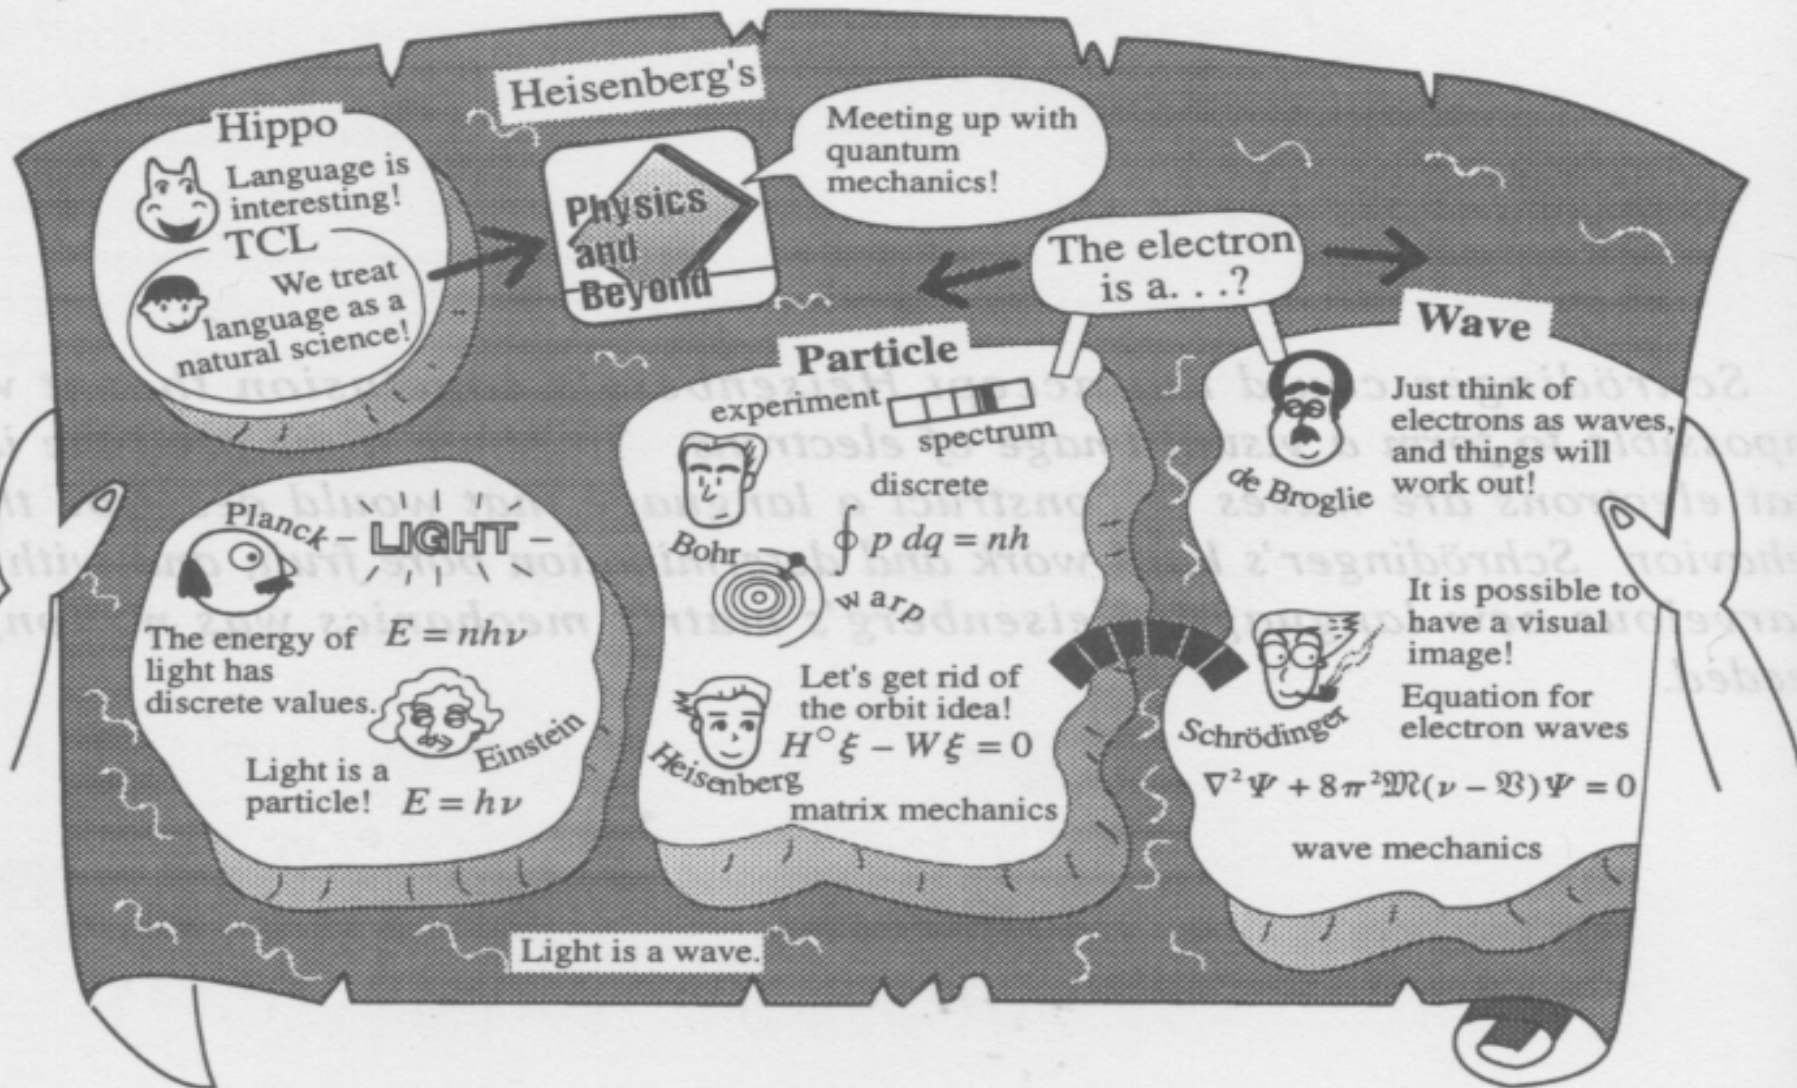 Hippo
Language is
interesting!
TCL
We treat
language as a
natural science!
Heisenberg's
Physics
and
Beyond
Meeting up with
quantum
mechanics!
The electron
is a. . .?
Planck
LIGHT
The energy of
light has
discrete values.
E = nhν
Einstein
Light is a
particle!
E = hν
Particle
experiment
spectrum
discrete
Bohr
∮ p dq = nh
warp
Let's get rid of
the orbit idea!
H° ξ – W ξ = 0
Heisenberg
matrix mechanics
Wave
Just think of
electrons as waves,
and things will
work out!
de Broglie
It is possible to
have a visual
image!
Schrödinger
Equation for
electron waves
∇² Ψ + 8π²𝔐(ν – 𝔙) Ψ = 0
wave mechanics
Light is a wave.